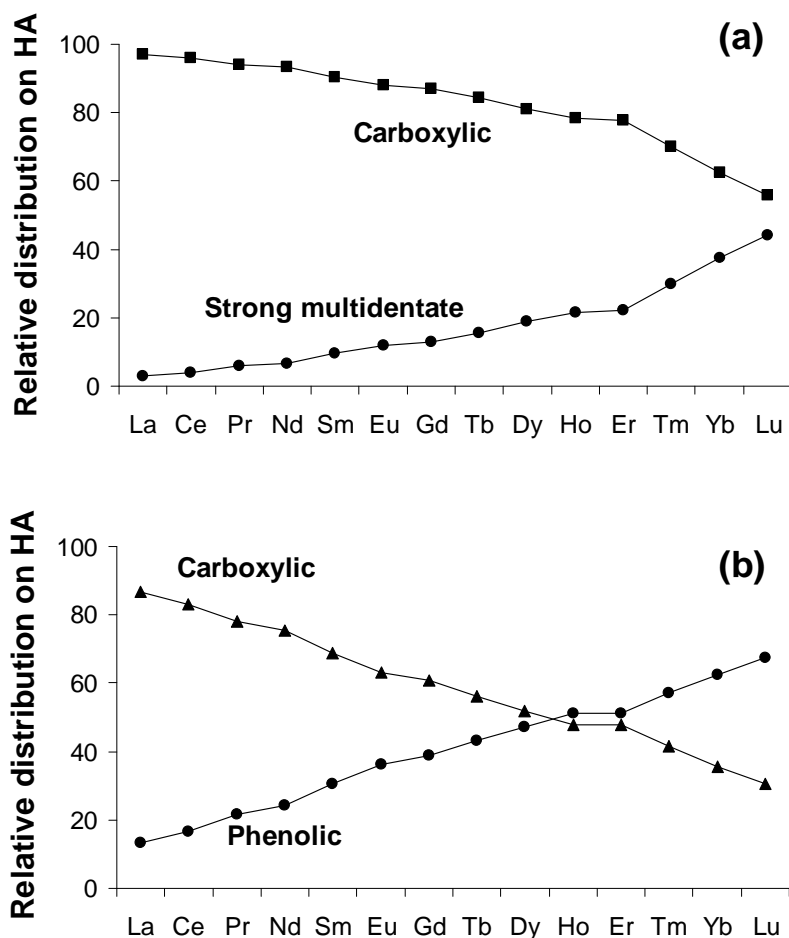 (a)
Relative distribution on HA
100
80
60
40
20
0
Carboxylic
Strong multidentate
La Ce Pr Nd Sm Eu Gd Tb Dy Ho Er Tm Yb Lu
(b)
Relative distribution on HA
100
80
60
40
20
0
Carboxylic
Phenolic
La Ce Pr Nd Sm Eu Gd Tb Dy Ho Er Tm Yb Lu